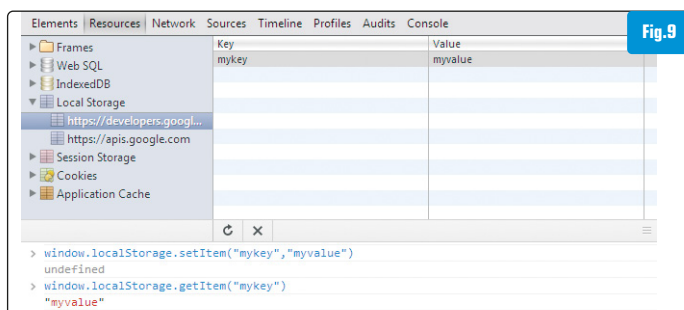 Elements Resources Network Sources Timeline Profiles Audits Console
Fig.9
Key Value
mykey myvalue
Frames
Web SQL
IndexedDB
Local Storage
https://developers.googl...
https://apis.google.com
Session Storage
Cookies
Application Cache
> window.localStorage.setItem("mykey","myvalue")
undefined
> window.localStorage.getItem("mykey")
"myvalue"